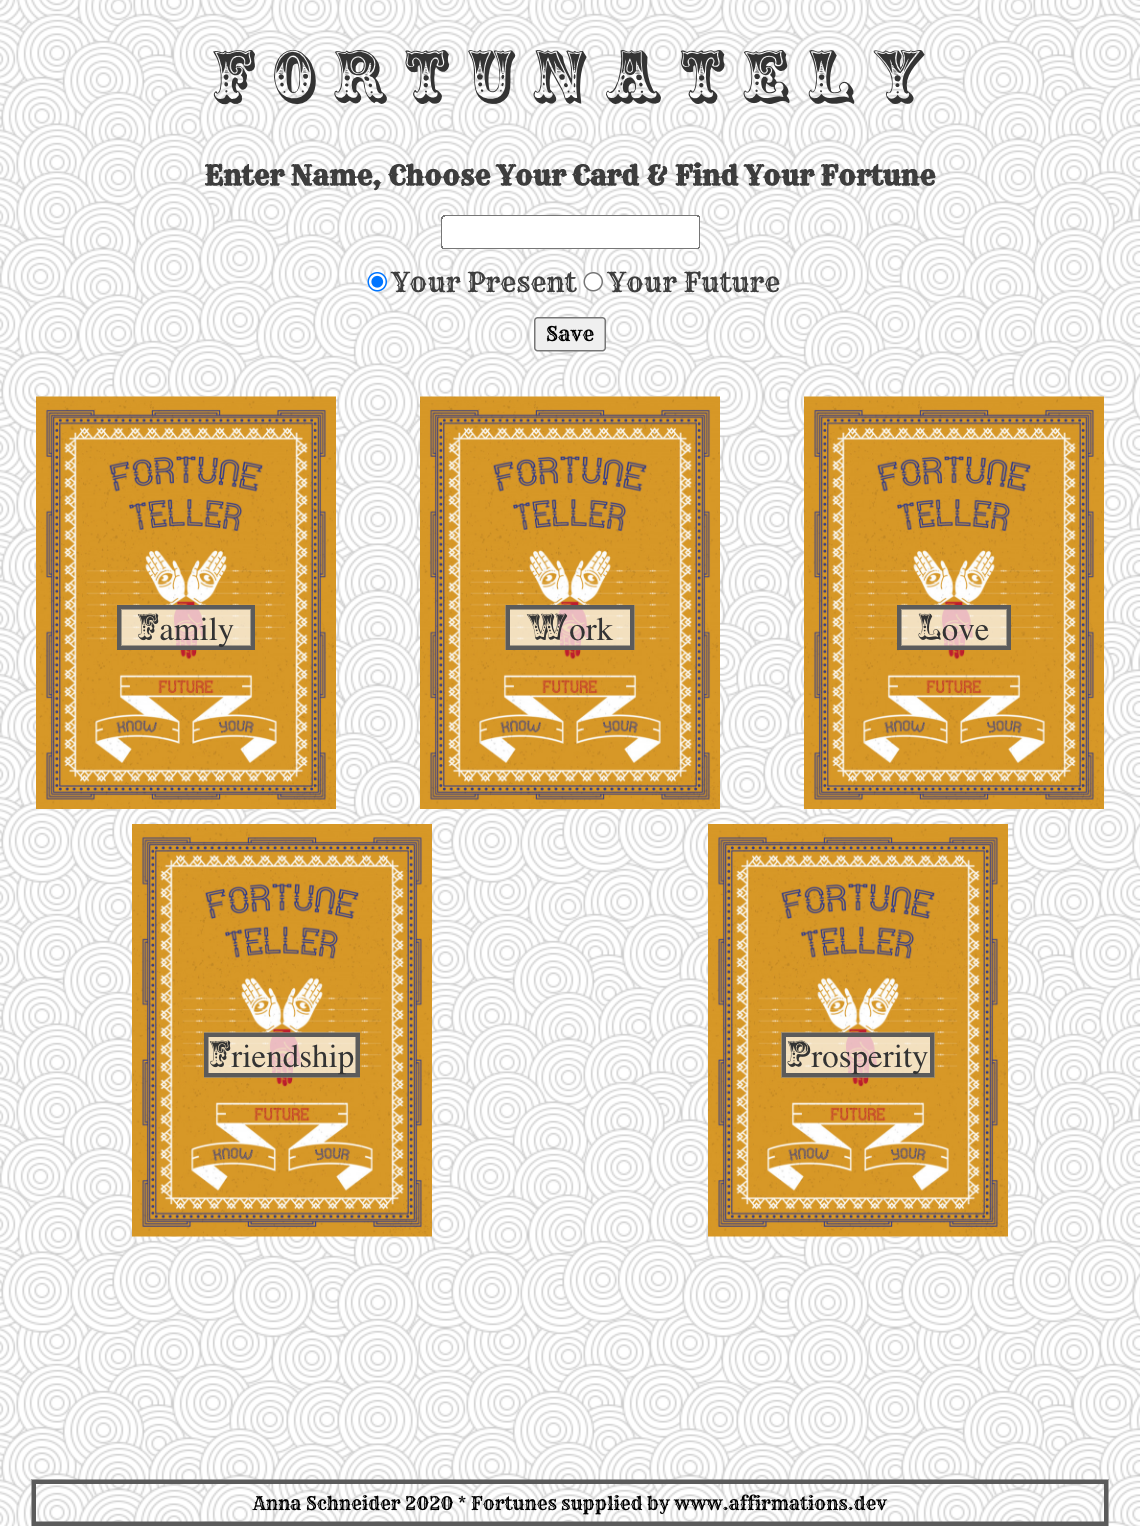 FORTUNATELY
Enter Name, Choose Your Card & Find Your Fortune
Your Present Your Future
Save
FORTUNE
TELLER
Family
FUTURE
KNOW YOUR
FORTUNE
TELLER
Work
FUTURE
KNOW YOUR
FORTUNE
TELLER
Love
FUTURE
KNOW YOUR
FORTUNE
TELLER
Friendship
FUTURE
KNOW YOUR
FORTUNE
TELLER
Prosperity
FUTURE
KNOW YOUR
Anna Schneider 2020 * Fortunes supplied by www.affirmations.dev